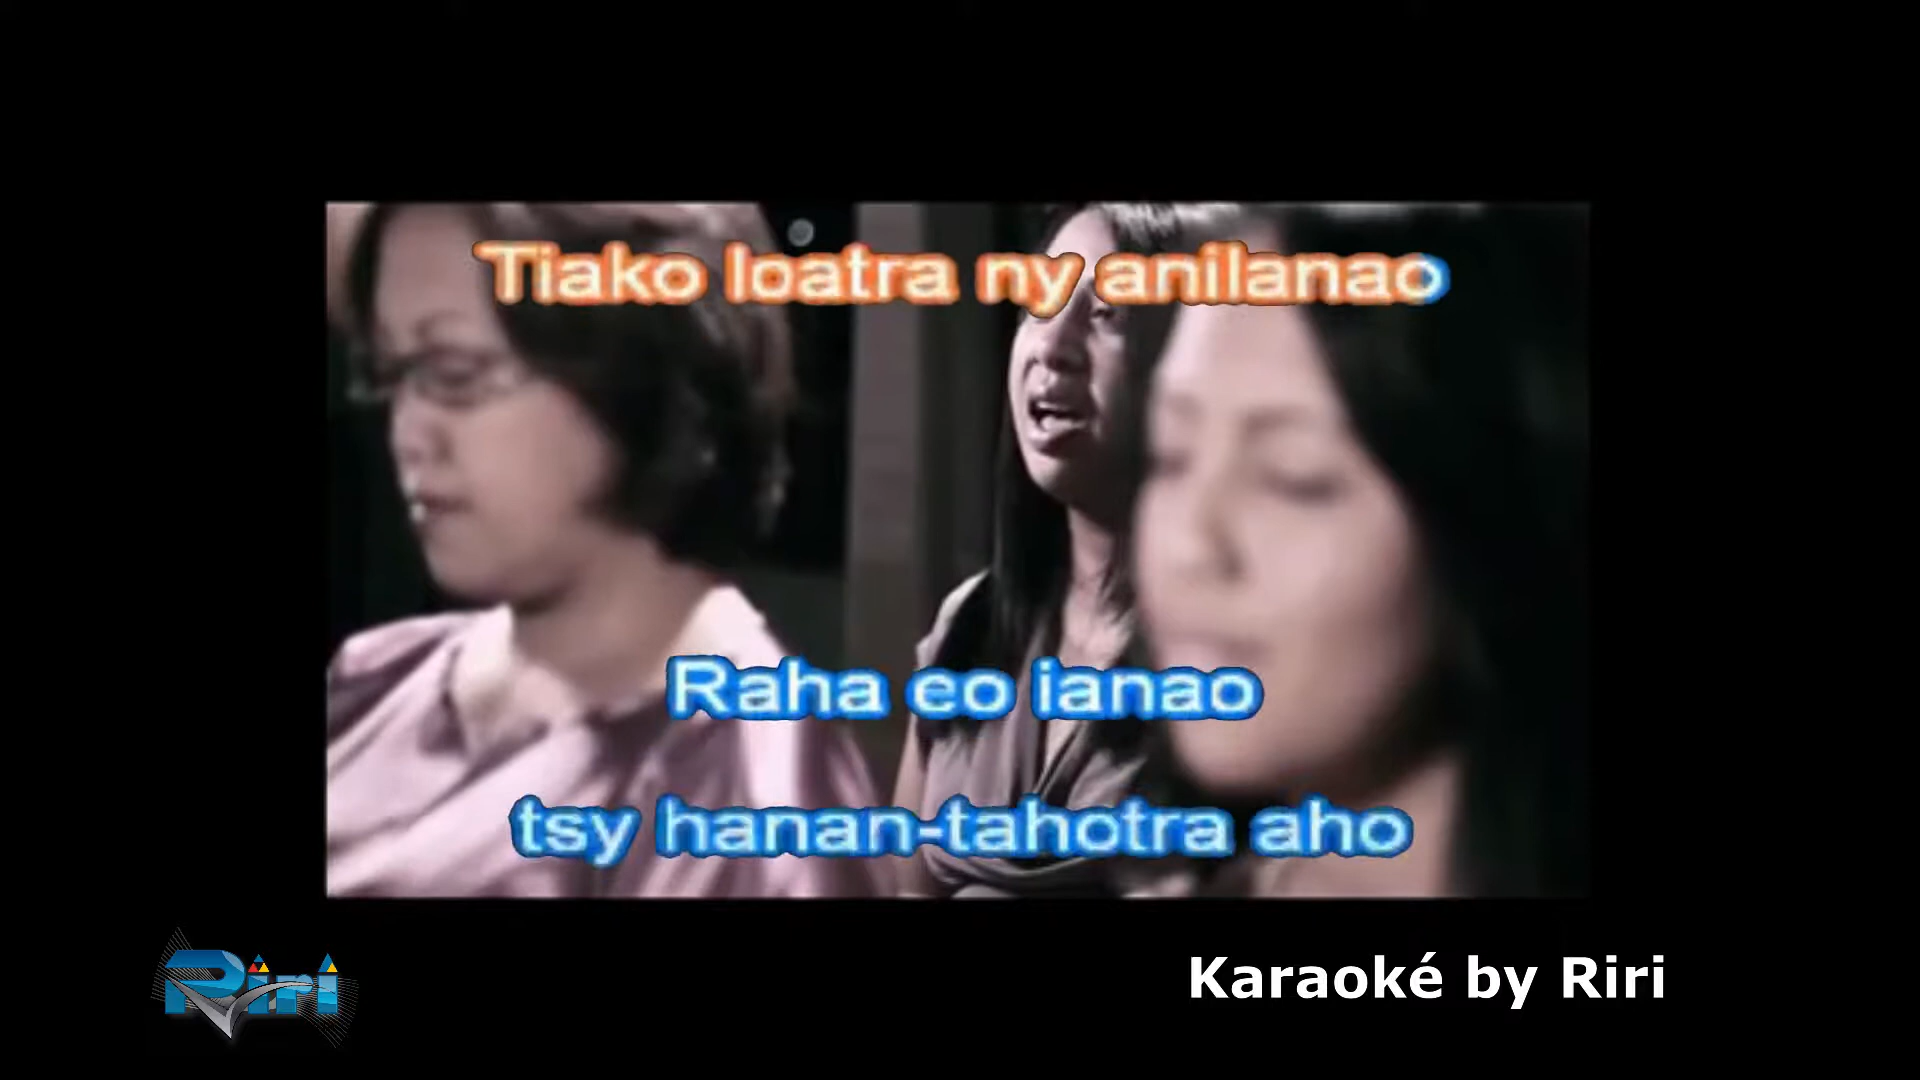 Tiako loatra ny anilanao
Raha eo ianao
tsy hanan-tahotra aho
Riri
Karaoké by Riri